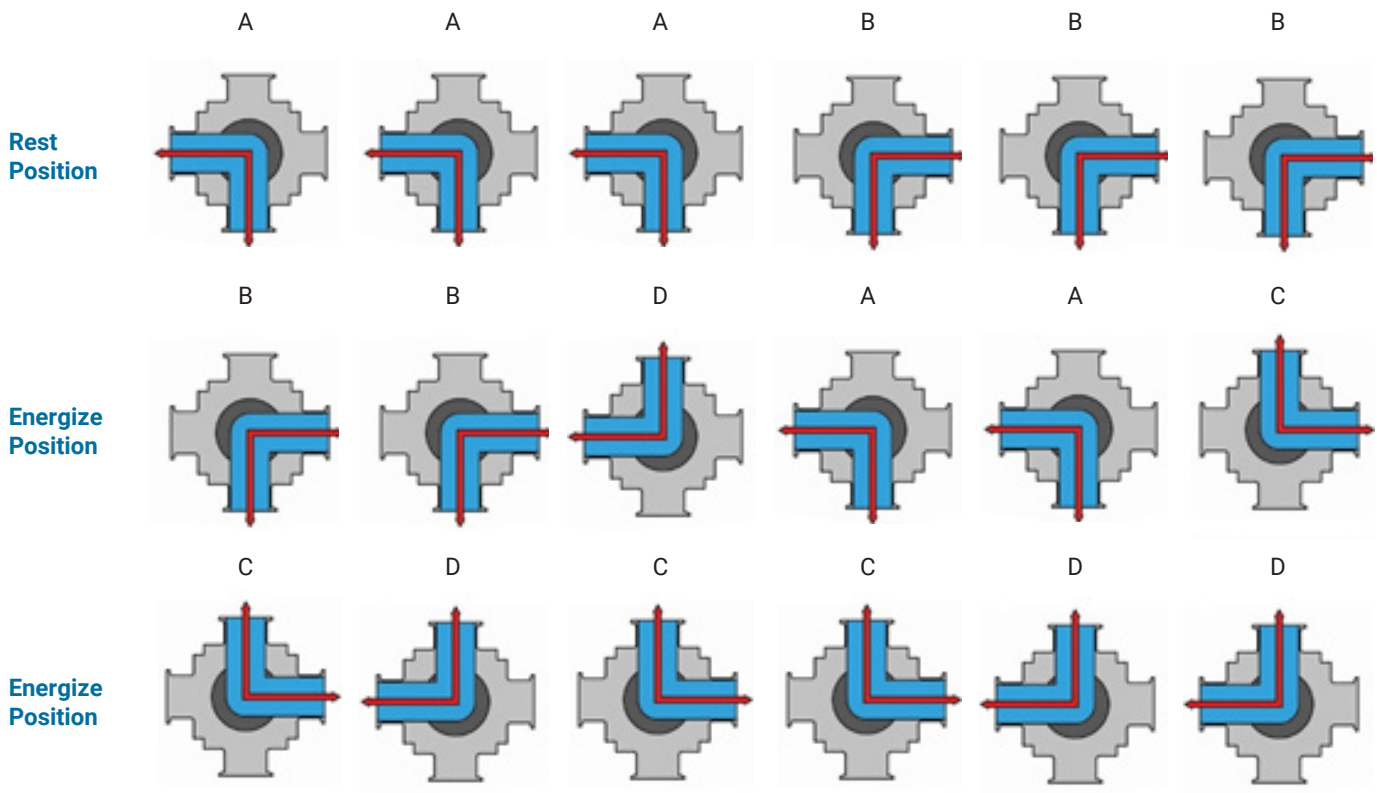 A A A B B B
Rest
Position
B B D A A C
Energize
Position
C D C C D D
Energize
Position